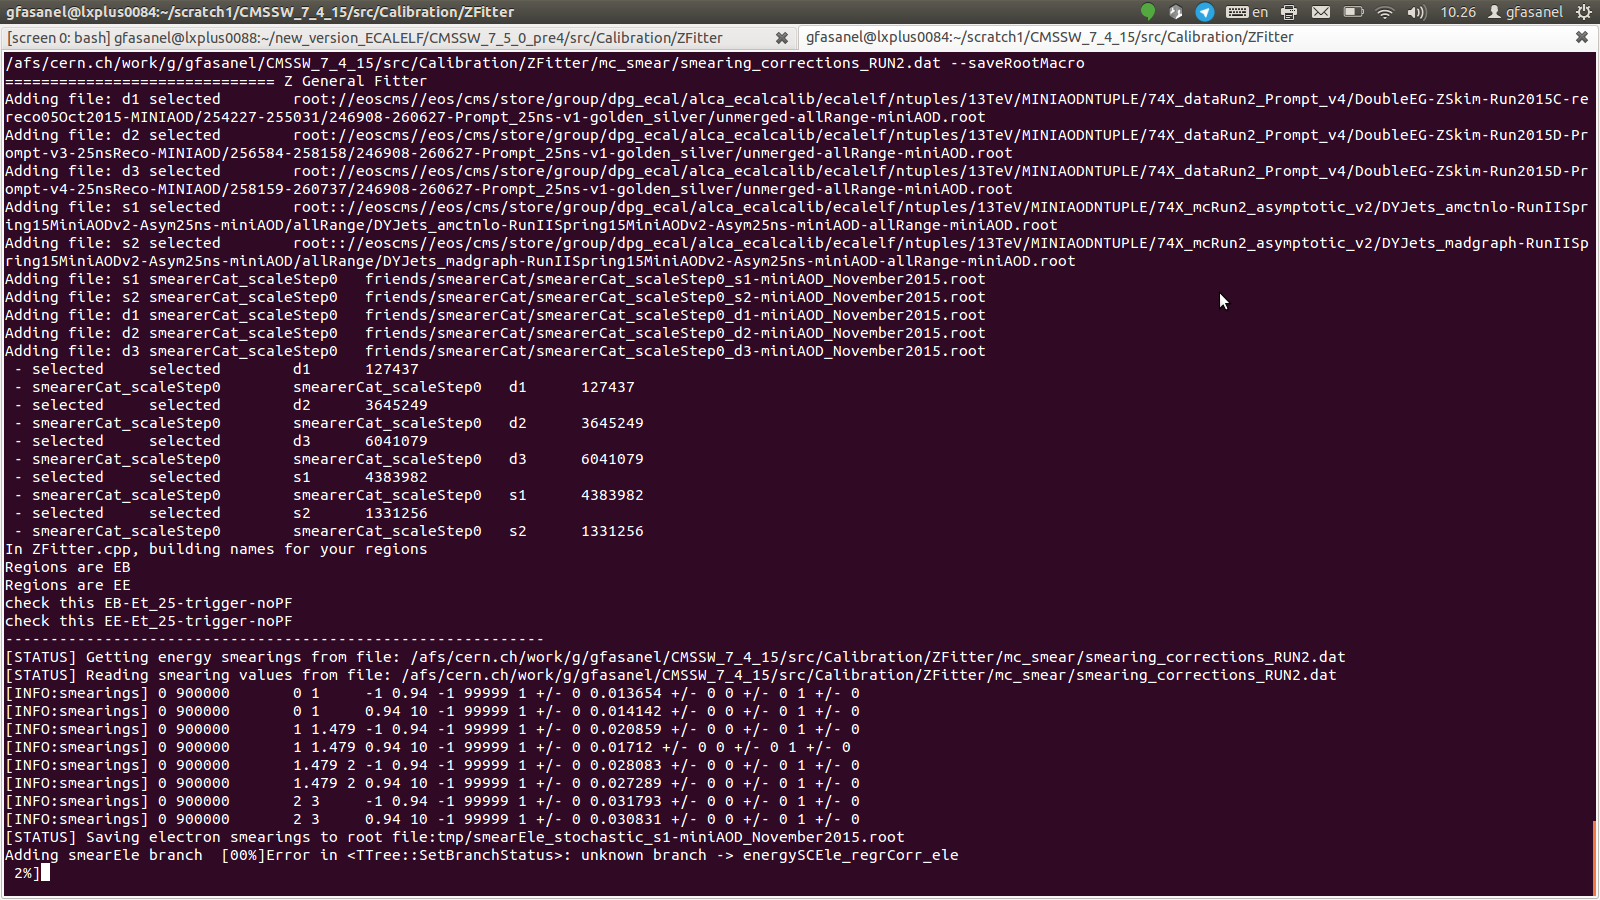 gfasanel@lxplus0084:~/scratch1/CMSSW_7_4_15/src/Calibration/ZFitter
en 10.26 gfasanel
[screen 0: bash] gfasanel@lxplus0088:~/new_version_ECALELF/CMSSW_7_5_0_pre4/src/Calibration/ZFitter
gfasanel@lxplus0084:~/scratch1/CMSSW_7_4_15/src/Calibration/ZFitter
/afs/cern.ch/work/g/gfasanel/CMSSW_7_4_15/src/Calibration/ZFitter/mc_smear/smearing_corrections_RUN2.dat --saveRootMacro
============================== Z General Fitter
Adding file: d1 selected root://eoscms//eos/cms/store/group/dpg_ecal/alca_ecalcalib/ecalelf/ntuples/13TeV/MINIAODNTUPLE/74X_dataRun2_Prompt_v4/DoubleEG-ZSkim-Run2015C-re
reco05Oct2015-MINIAOD/254227-255031/246908-260627-Prompt_25ns-v1-golden_silver/unmerged-allRange-miniAOD.root
Adding file: d2 selected root://eoscms//eos/cms/store/group/dpg_ecal/alca_ecalcalib/ecalelf/ntuples/13TeV/MINIAODNTUPLE/74X_dataRun2_Prompt_v4/DoubleEG-ZSkim-Run2015D-Pr
ompt-v3-25nsReco-MINIAOD/256584-258158/246908-260627-Prompt_25ns-v1-golden_silver/unmerged-allRange-miniAOD.root
Adding file: d3 selected root://eoscms//eos/cms/store/group/dpg_ecal/alca_ecalcalib/ecalelf/ntuples/13TeV/MINIAODNTUPLE/74X_dataRun2_Prompt_v4/DoubleEG-ZSkim-Run2015D-Pr
ompt-v4-25nsReco-MINIAOD/258159-260737/246908-260627-Prompt_25ns-v1-golden_silver/unmerged-allRange-miniAOD.root
Adding file: s1 selected root:://eoscms//eos/cms/store/group/dpg_ecal/alca_ecalcalib/ecalelf/ntuples/13TeV/MINIAODNTUPLE/74X_mcRun2_asymptotic_v2/DYJets_amctnlo-RunIISpr
ing15MiniAODv2-Asym25ns-miniAOD/allRange/DYJets_amctnlo-RunIISpring15MiniAODv2-Asym25ns-miniAOD-allRange-miniAOD.root
Adding file: s2 selected root:://eoscms//eos/cms/store/group/dpg_ecal/alca_ecalcalib/ecalelf/ntuples/13TeV/MINIAODNTUPLE/74X_mcRun2_asymptotic_v2/DYJets_madgraph-RunIISp
ring15MiniAODv2-Asym25ns-miniAOD/allRange/DYJets_madgraph-RunIISpring15MiniAODv2-Asym25ns-miniAOD-allRange-miniAOD.root
Adding file: s1 smearerCat_scaleStep0 friends/smearerCat/smearerCat_scaleStep0_s1-miniAOD_November2015.root
Adding file: s2 smearerCat_scaleStep0 friends/smearerCat/smearerCat_scaleStep0_s2-miniAOD_November2015.root
Adding file: d1 smearerCat_scaleStep0 friends/smearerCat/smearerCat_scaleStep0_d1-miniAOD_November2015.root
Adding file: d2 smearerCat_scaleStep0 friends/smearerCat/smearerCat_scaleStep0_d2-miniAOD_November2015.root
Adding file: d3 smearerCat_scaleStep0 friends/smearerCat/smearerCat_scaleStep0_d3-miniAOD_November2015.root
- selected selected d1 127437
- smearerCat_scaleStep0 smearerCat_scaleStep0 d1 127437
- selected selected d2 3645249
- smearerCat_scaleStep0 smearerCat_scaleStep0 d2 3645249
- selected selected d3 6041079
- smearerCat_scaleStep0 smearerCat_scaleStep0 d3 6041079
- selected selected s1 4383982
- smearerCat_scaleStep0 smearerCat_scaleStep0 s1 4383982
- selected selected s2 1331256
- smearerCat_scaleStep0 smearerCat_scaleStep0 s2 1331256
In ZFitter.cpp, building names for your regions
Regions are EB
Regions are EE
check this EB-Et_25-trigger-noPF
check this EE-Et_25-trigger-noPF
------------------------------------------------------------
[STATUS] Getting energy smearings from file: /afs/cern.ch/work/g/gfasanel/CMSSW_7_4_15/src/Calibration/ZFitter/mc_smear/smearing_corrections_RUN2.dat
[STATUS] Reading smearing values from file: /afs/cern.ch/work/g/gfasanel/CMSSW_7_4_15/src/Calibration/ZFitter/mc_smear/smearing_corrections_RUN2.dat
[INFO:smearings] 0 900000 0 1 -1 0.94 -1 99999 1 +/- 0 0.013654 +/- 0 0 +/- 0 1 +/- 0
[INFO:smearings] 0 900000 0 1 0.94 10 -1 99999 1 +/- 0 0.014142 +/- 0 0 +/- 0 1 +/- 0
[INFO:smearings] 0 900000 1 1.479 -1 0.94 -1 99999 1 +/- 0 0.020859 +/- 0 0 +/- 0 1 +/- 0
[INFO:smearings] 0 900000 1 1.479 0.94 10 -1 99999 1 +/- 0 0.01712 +/- 0 0 +/- 0 1 +/- 0
[INFO:smearings] 0 900000 1.479 2 -1 0.94 -1 99999 1 +/- 0 0.028083 +/- 0 0 +/- 0 1 +/- 0
[INFO:smearings] 0 900000 1.479 2 0.94 10 -1 99999 1 +/- 0 0.027289 +/- 0 0 +/- 0 1 +/- 0
[INFO:smearings] 0 900000 2 3 -1 0.94 -1 99999 1 +/- 0 0.031793 +/- 0 0 +/- 0 1 +/- 0
[INFO:smearings] 0 900000 2 3 0.94 10 -1 99999 1 +/- 0 0.030831 +/- 0 0 +/- 0 1 +/- 0
[STATUS] Saving electron smearings to root file:tmp/smearEle_stochastic_s1-miniAOD_November2015.root
Adding smearEle branch [00%]Error in <TTree::SetBranchStatus>: unknown branch -> energySCEle_regrCorr_ele
2%]